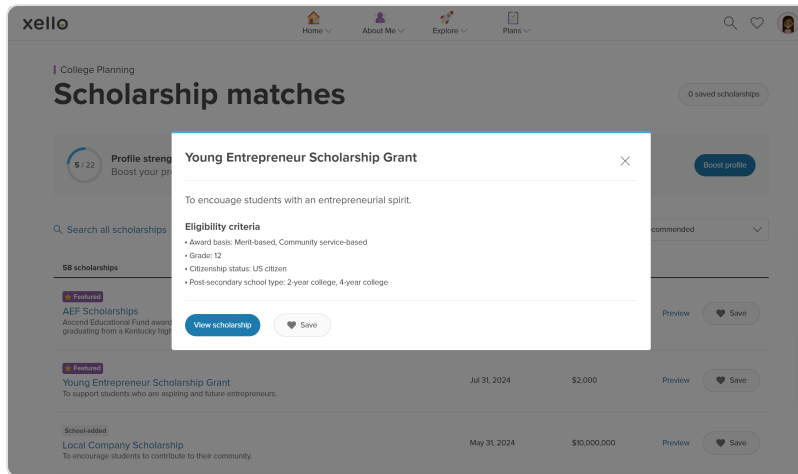 xello
Home
About Me
Explore
Plans
College Planning
Scholarship matches
0 saved scholarships
5 / 22
Profile streng
Boost your pr
Boost profile
Young Entrepreneur Scholarship Grant
To encouage students with an entrepreneurial spirit.
Eligibility criteria
• Award basis: Merit-based, Community service-based
• Grade: 12
• Citizenship status: US citizen
• Post-secondary school type: 2-year college, 4-year college
View scholarship
Save
Search all scholarships
commended
58 scholarships
Featured
AEF Scholarships
Ascend Educational Fund award
graduating from a Kentucky high
Preview
Save
Featured
Young Entrepreneur Scholarship Grant
To support students who are aspiring and future entrepreneurs.
Jul 31, 2024
$2,000
Preview
Save
School-added
Local Company Scholarship
To encourage students to contribute to their community.
May 31, 2024
$10,000,000
Preview
Save